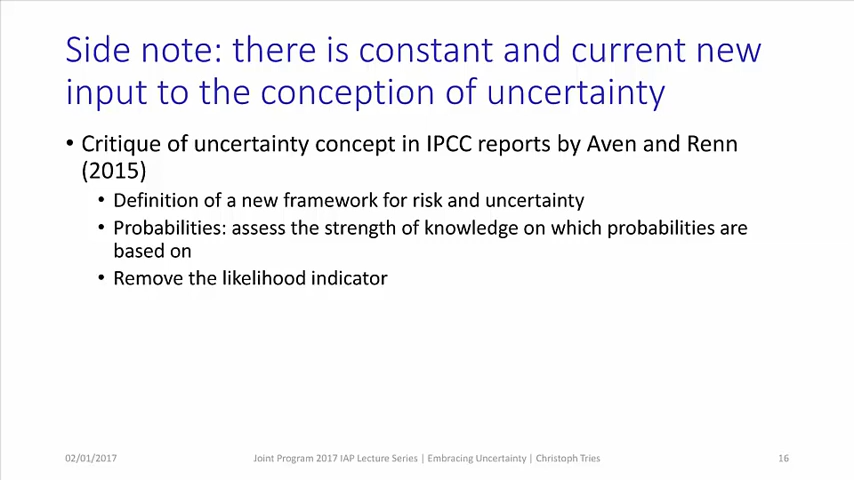 Side note: there is constant and current new
input to the conception of uncertainty
• Critique of uncertainty concept in IPCC reports by Aven and Renn
(2015)
• Definition of a new framework for risk and uncertainty
• Probabilities: assess the strength of knowledge on which probabilities are
based on
• Remove the likelihood indicator
02/01/2017 Joint Program 2017 IAP Lecture Series | Embracing Uncertainty | Christoph Tries 16